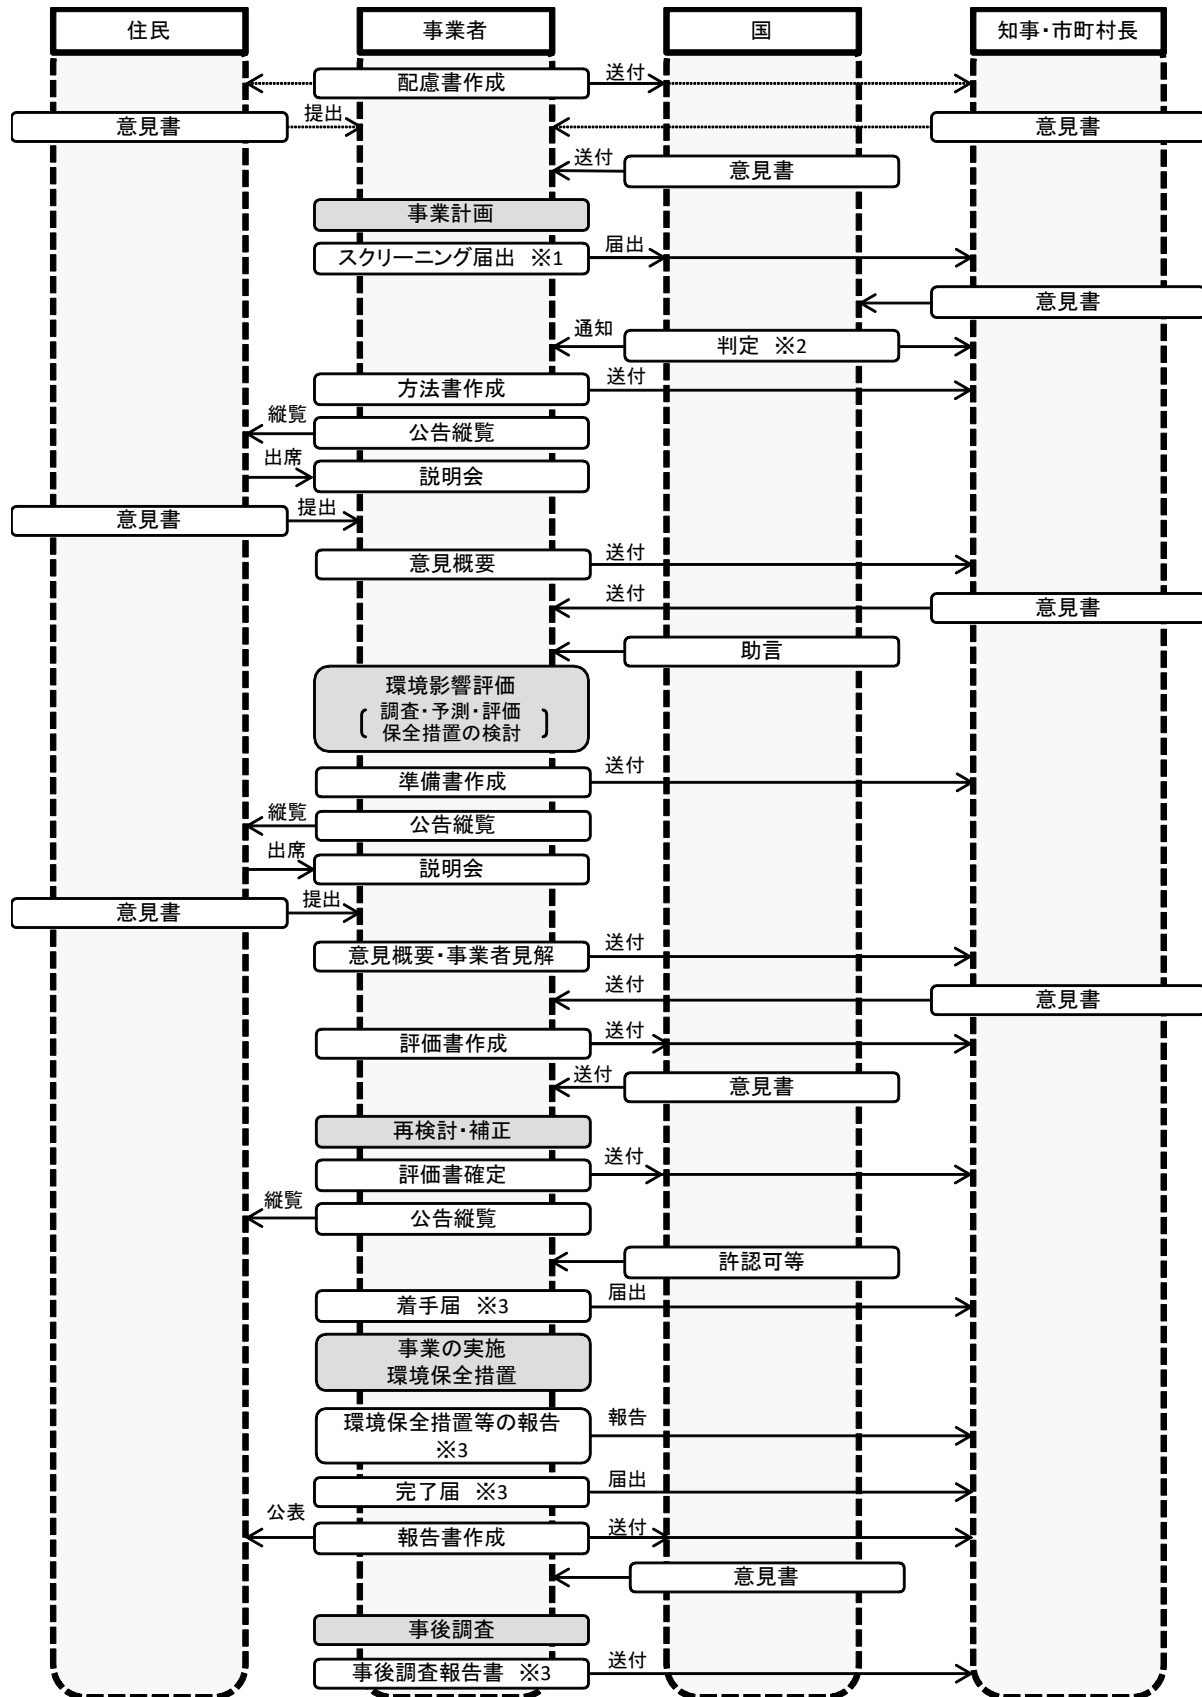 住民
事業者
国
知事・市町村長
配慮書作成
送付
意見書
提出
意見書
送付
意見書
事業計画
スクリーニング届出　※1
届出
意見書
通知
判定　※2
方法書作成
送付
縦覧
公告縦覧
出席
説明会
意見書
提出
意見概要
送付
送付
意見書
助言
環境影響評価
調査・予測・評価
保全措置の検討
準備書作成
送付
縦覧
公告縦覧
出席
説明会
意見書
提出
意見概要・事業者見解
送付
送付
意見書
評価書作成
送付
送付
意見書
再検討・補正
評価書確定
送付
縦覧
公告縦覧
許認可等
着手届　※3
届出
事業の実施
環境保全措置
環境保全措置等の報告
※3
報告
完了届　※3
届出
公表
報告書作成
送付
意見書
事後調査
事後調査報告書　※3
送付